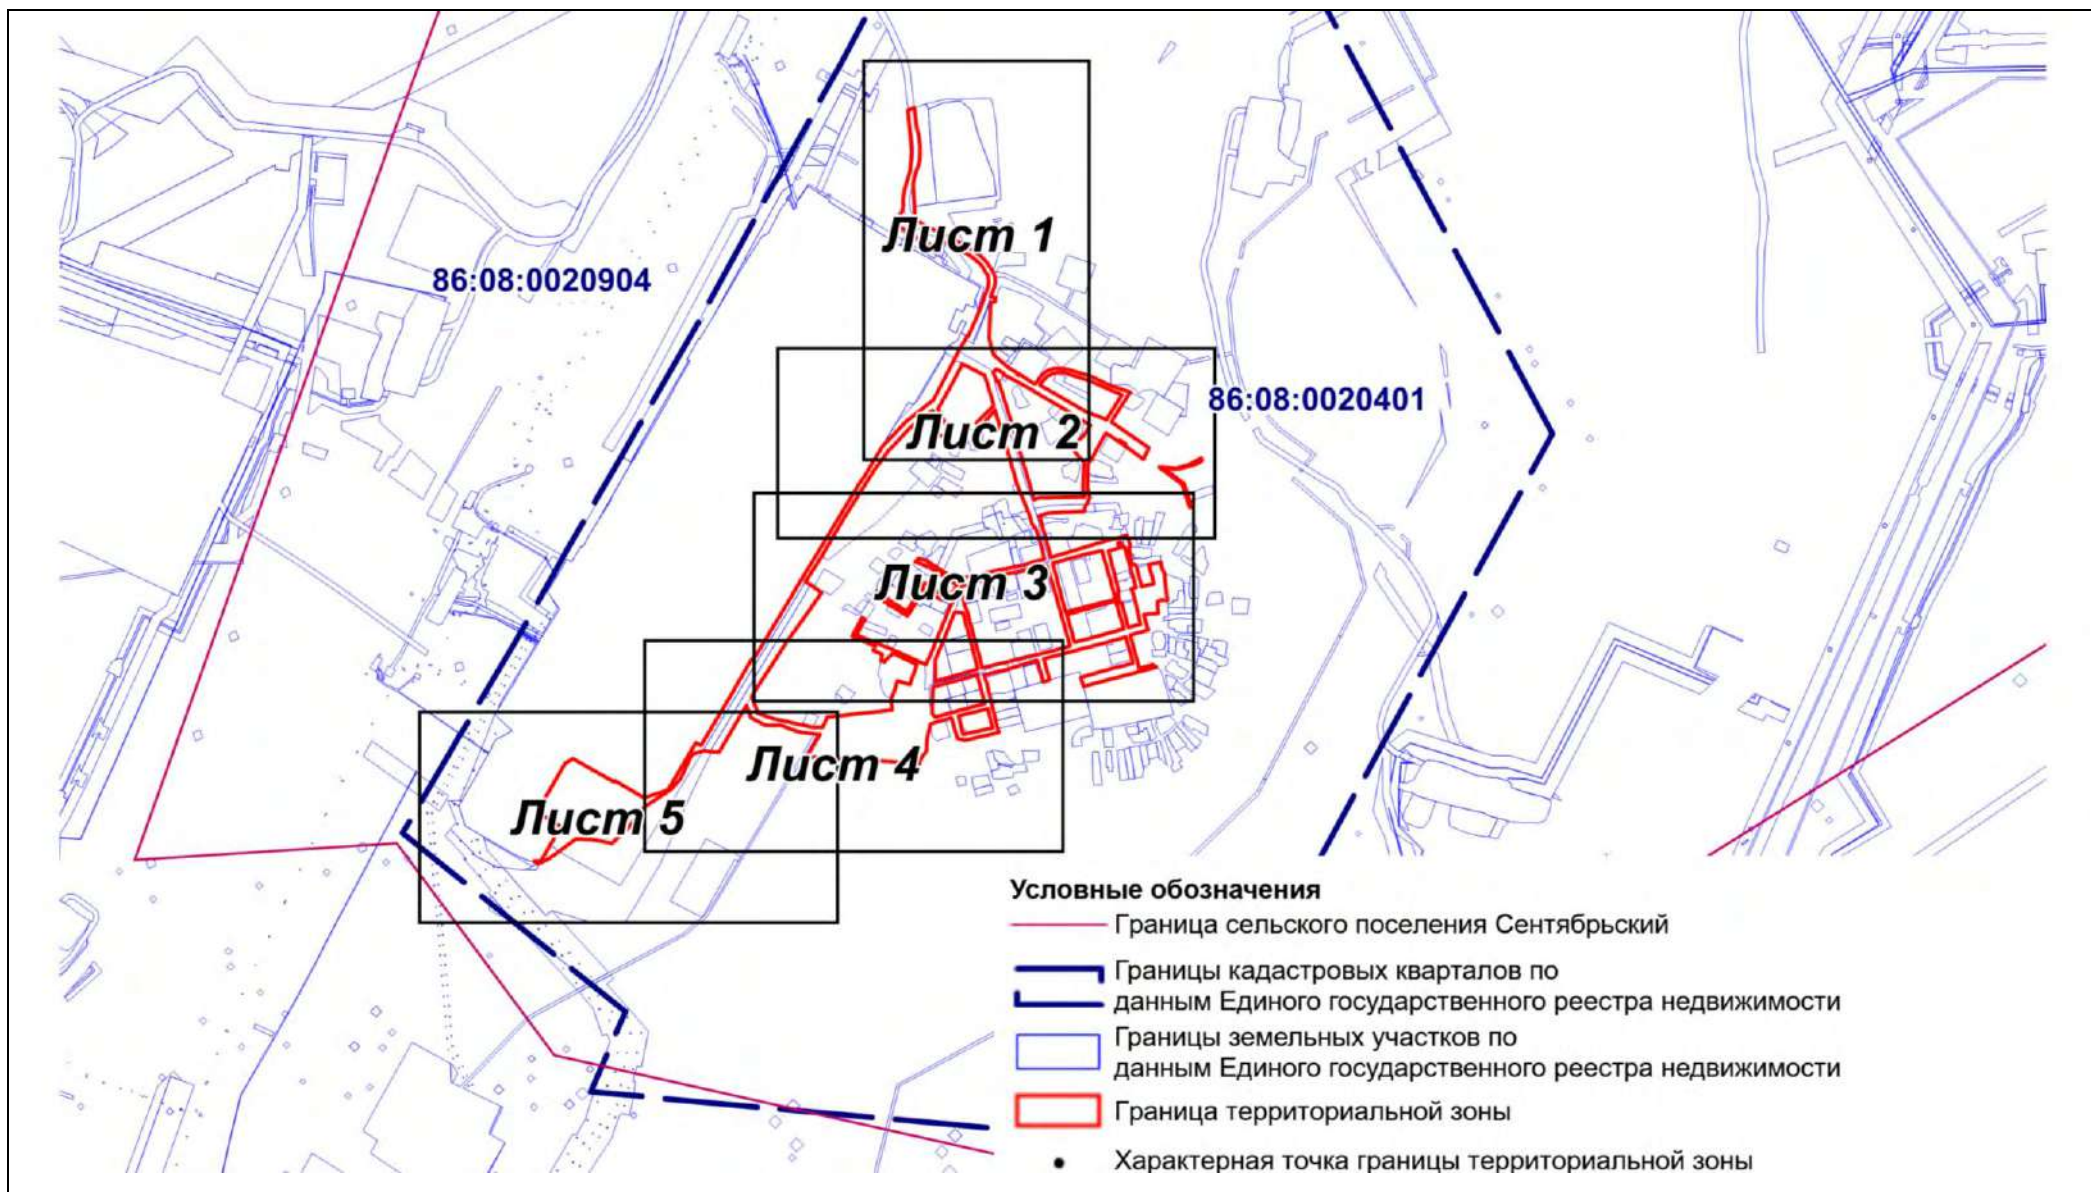 Лист 1
86:08:0020904
86:08:0020401
Лист 2
Лист 3
Лист 4
Лист 5
Условные обозначения
Граница сельского поселения Сентябрьский
Границы кадастровых кварталов по
данным Единого государственного реестра недвижимости
Границы земельных участков по
данным Единого государственного реестра недвижимости
Граница территориальной зоны
Характерная точка границы территориальной зоны